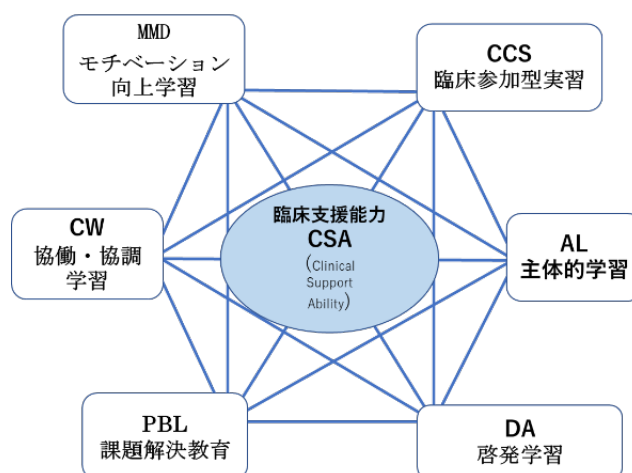 MMD
モチベーション
向上学習
CCS
臨床参加型実習
臨床支援能力
CSA
(Clinical
Support
Ability)
CW
協働・協調
学習
AL
主体的学習
PBL
課題解決教育
DA
啓発学習